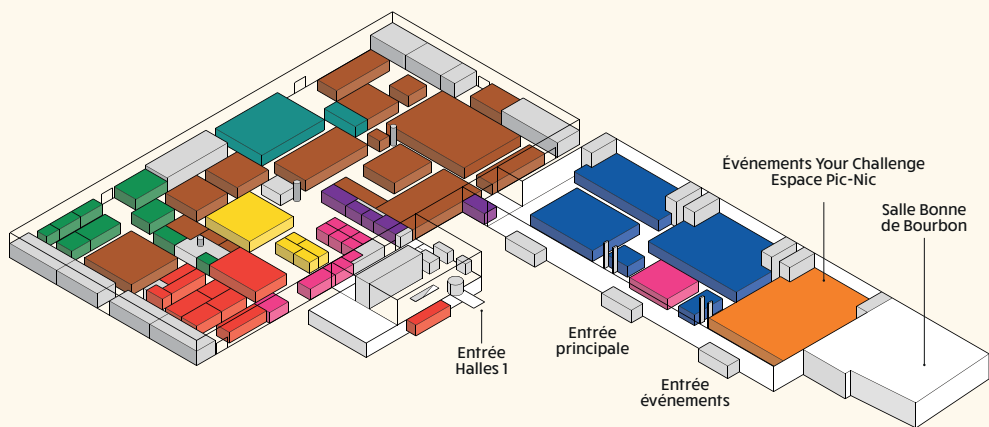 Événements Your Challenge
Espace Pic-Nic
Salle Bonne
de Bourbon
Entrée
Halles 1
Entrée
principale
Entrée
événements